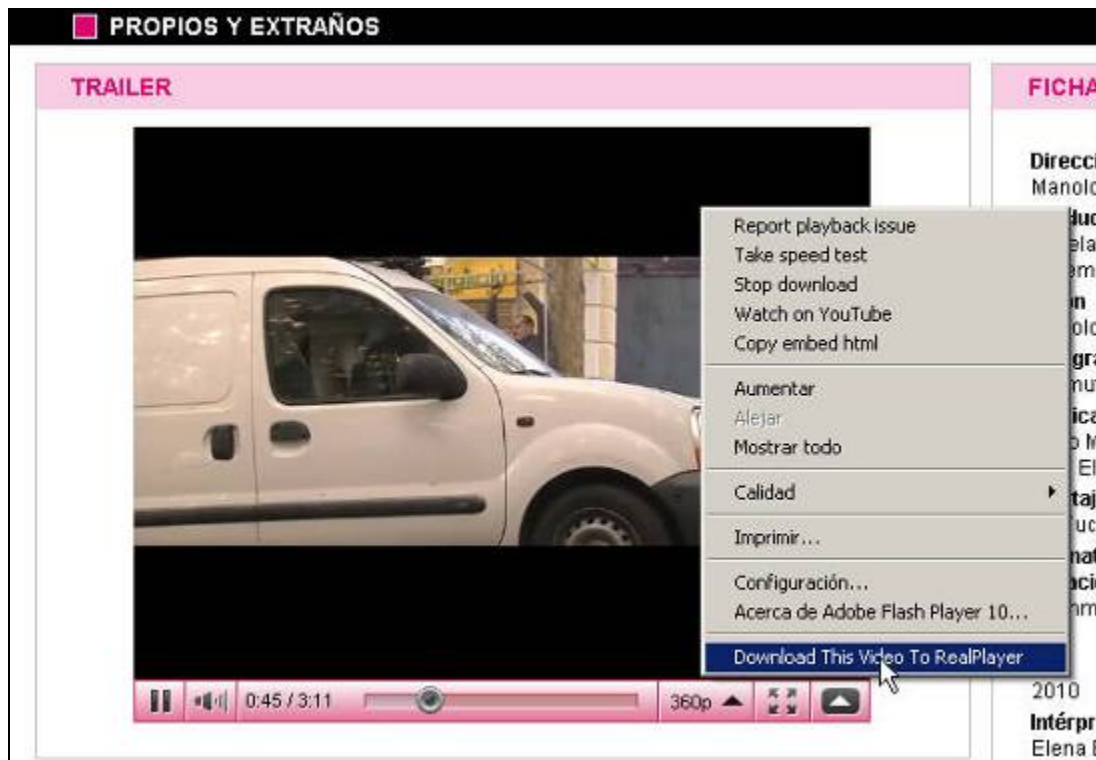 PROPIOS Y EXTRAÑOS
TRAILER
Report playback issue
Take speed test
Stop download
Watch on YouTube
Copy embed html
Aumentar
Alejar
Mostrar todo
Calidad
Imprimir...
Configuración...
Acerca de Adobe Flash Player 10...
Download This Video To RealPlayer
0:45 / 3:11
360p
FICHA
Direcci
Manolo
2010
Intérpr
Elena